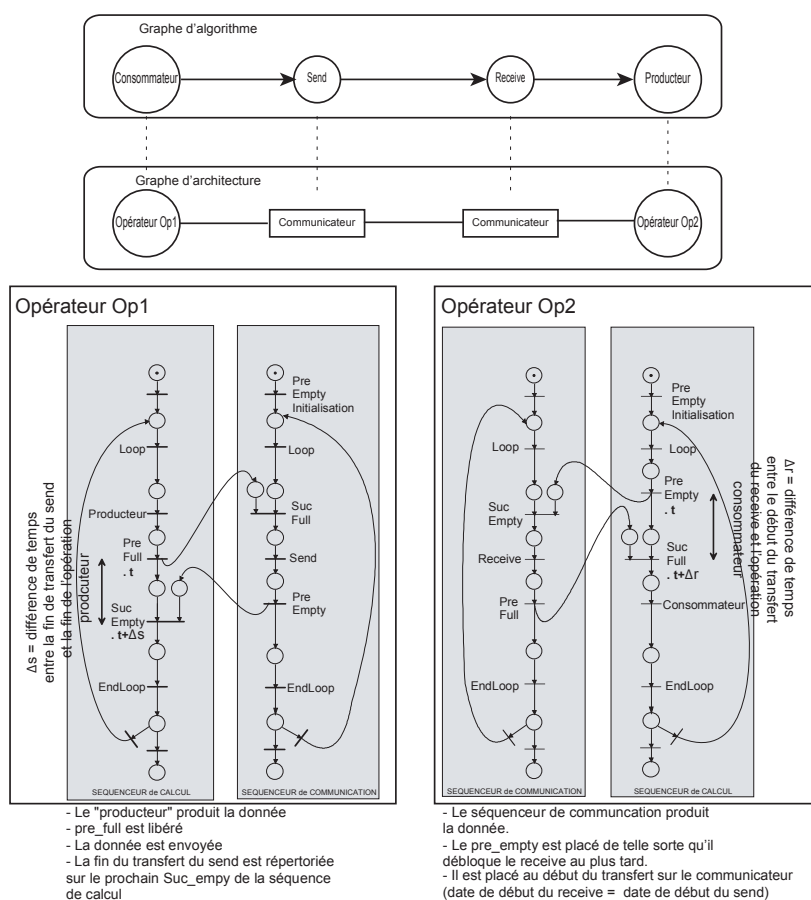 Graphe d'algorithme
Consommateur
Send
Receive
Producteur
Graphe d'architecture
Opérateur Op1
Communicateur
Communicateur
Opérateur Op2
Opérateur Op1
Pre
Empty
Initialisation
Loop
Loop
Producteur
Suc
Full
Pre
Full
. t
Send
Suc
Empty
. t+Δs
Pre
Empty
EndLoop
EndLoop
Δs = différence de temps
entre la fin de transfert du send
et la fin de l'opération
prodcuteur
SEQUENCEUR de CALCUL
SEQUENCEUR de COMMUNICATION
- Le "producteur" produit la donnée
- pre_full est libéré
- La donnée est envoyée
- La fin du transfert du send est répertoriée
sur le prochain Suc_empy de la séquence
de calcul
Opérateur Op2
Pre
Empty
Initialisation
Loop
Loop
Suc
Empty
Pre
Empty
. t
Receive
Suc
Full
. t+Δr
Pre
Full
Consommateur
EndLoop
EndLoop
Δr = différence de temps
entre le début du transfert
du receive et l'opération
consommateur
SEQUENCEUR de COMMUNICATION
SEQUENCEUR de CALCUL
- Le séquenceur de communcation produit
la donnée.
- Le pre_empty est placé de telle sorte qu'il
débloque le receive au plus tard.
- Il est placé au début du transfert sur le communicateur
(date de début du receive = date de début du send)